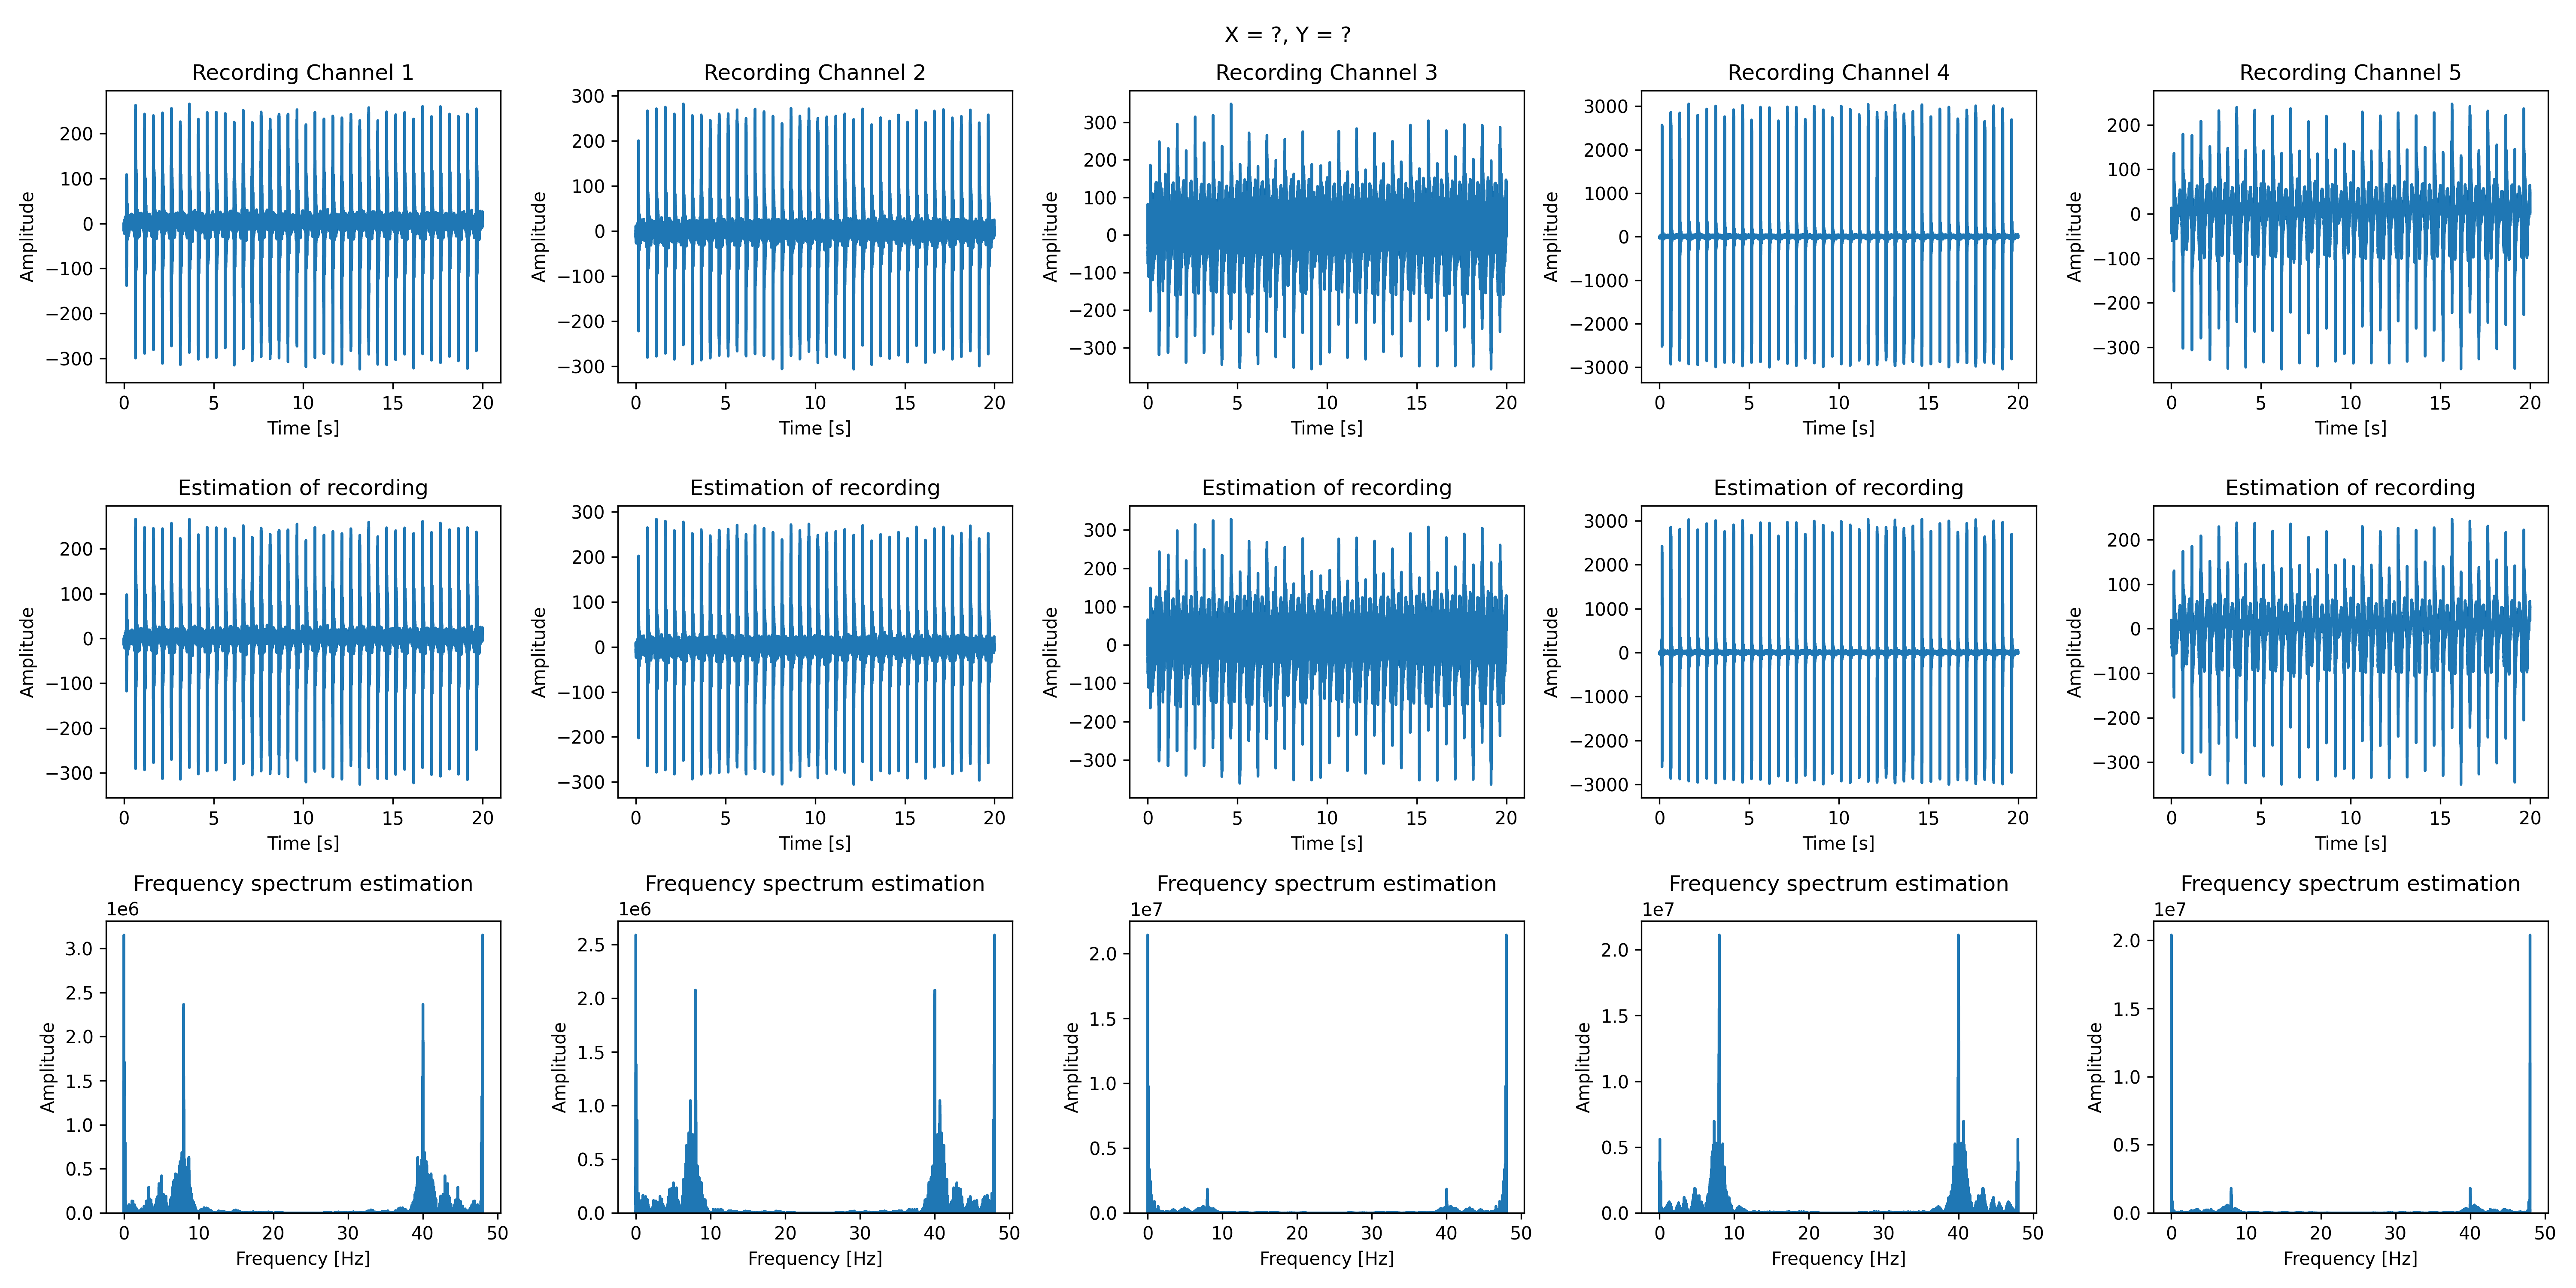 X = ?, Y = ?
Recording Channel 1
Recording Channel 2
Recording Channel 3
Recording Channel 4
Recording Channel 5
Amplitude
200
100
0
−100
−200
−300
0 5 10 15 20
Time [s]
Amplitude
300
200
100
0
−100
−200
−300
0 5 10 15 20
Time [s]
Amplitude
300
200
100
0
−100
−200
−300
0 5 10 15 20
Time [s]
Amplitude
3000
2000
1000
0
−1000
−2000
−3000
0 5 10 15 20
Time [s]
Amplitude
200
100
0
−100
−200
−300
0 5 10 15 20
Time [s]
Estimation of recording
Estimation of recording
Estimation of recording
Estimation of recording
Estimation of recording
Amplitude
200
100
0
−100
−200
−300
0 5 10 15 20
Time [s]
Amplitude
300
200
100
0
−100
−200
−300
0 5 10 15 20
Time [s]
Amplitude
300
200
100
0
−100
−200
−300
0 5 10 15 20
Time [s]
Amplitude
3000
2000
1000
0
−1000
−2000
−3000
0 5 10 15 20
Time [s]
Amplitude
200
100
0
−100
−200
−300
0 5 10 15 20
Time [s]
Frequency spectrum estimation
Frequency spectrum estimation
Frequency spectrum estimation
Frequency spectrum estimation
Frequency spectrum estimation
1e6
Amplitude
3.0
2.5
2.0
1.5
1.0
0.5
0.0
0 10 20 30 40 50
Frequency [Hz]
1e6
Amplitude
2.5
2.0
1.5
1.0
0.5
0.0
0 10 20 30 40 50
Frequency [Hz]
1e7
Amplitude
2.0
1.5
1.0
0.5
0.0
0 10 20 30 40 50
Frequency [Hz]
1e7
Amplitude
2.0
1.5
1.0
0.5
0.0
0 10 20 30 40 50
Frequency [Hz]
1e7
Amplitude
2.0
1.5
1.0
0.5
0.0
0 10 20 30 40 50
Frequency [Hz]